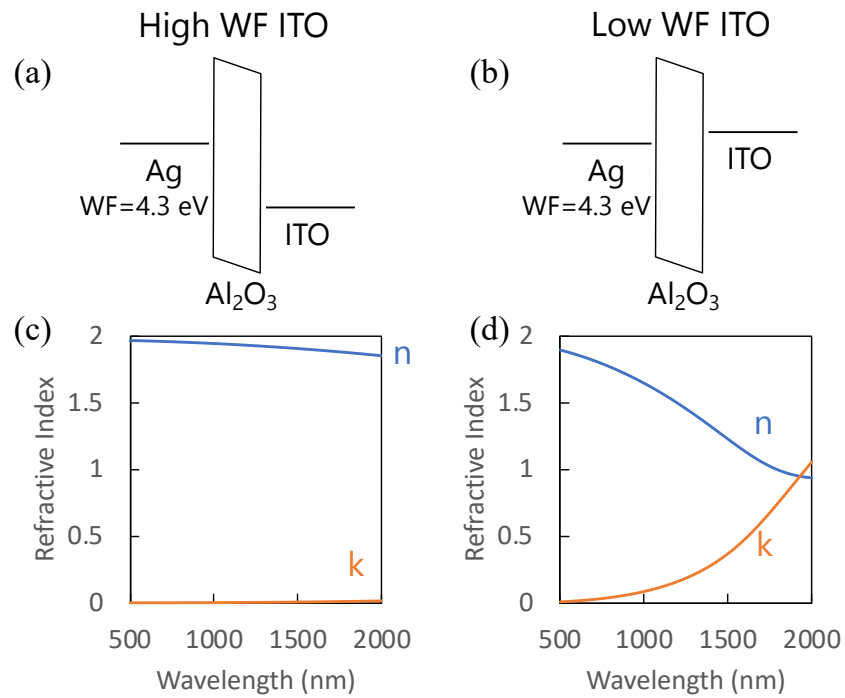 High WF ITO
Low WF ITO
(a)
(b)
Ag
WF=4.3 eV
ITO
Al₂O₃
Ag
WF=4.3 eV
ITO
Al₂O₃
(c)
(d)
Refractive Index
2
1.5
1
0.5
0
n
k
500
1000
1500
2000
Wavelength (nm)
Refractive Index
2
1.5
1
0.5
0
n
k
500
1000
1500
2000
Wavelength (nm)